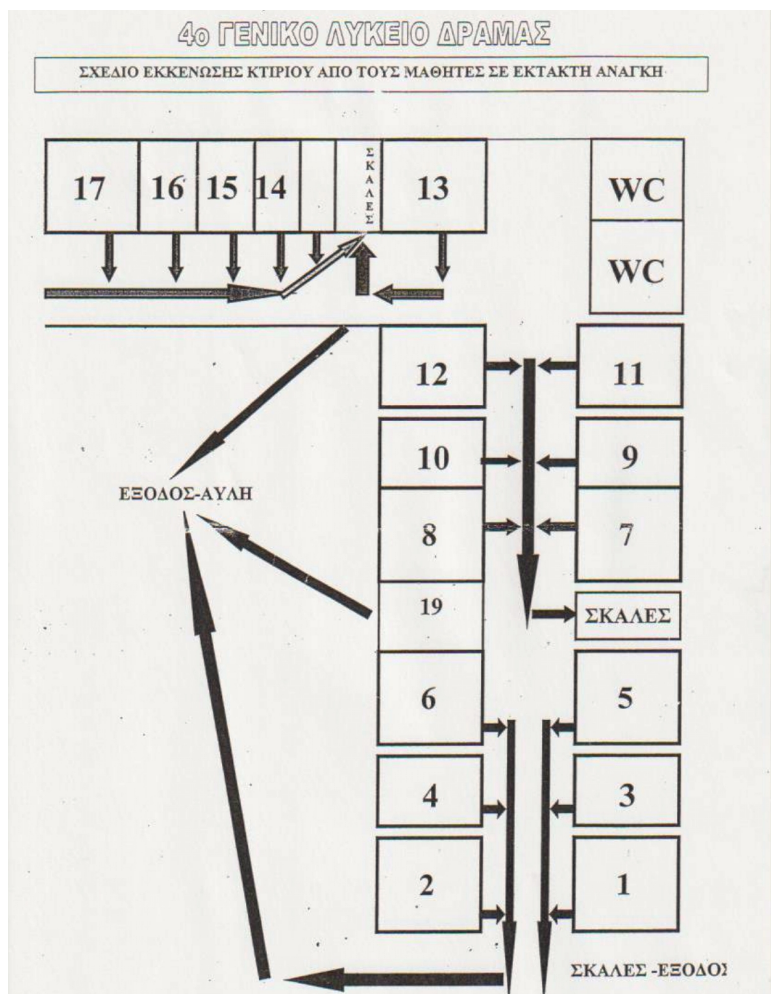 4ο ΓΕΝΙΚΟ ΛΥΚΕΙΟ ΔΡΑΜΑΣ
ΣΧΕΔΙΟ ΕΚΚΕΝΩΣΗΣ ΚΤΙΡΙΟΥ ΑΠΟ ΤΟΥΣ ΜΑΘΗΤΕΣ ΣΕ ΕΚΤΑΚΤΗ ΑΝΑΓΚΗ
17 16 15 14 ΣΚΑΛΕΣ 13 WC
WC
12 11
10 9
ΕΞΟΔΟΣ-ΑΥΛΗ
8 7
19 ΣΚΑΛΕΣ
6 5
4 3
2 1
ΣΚΑΛΕΣ -ΕΞΟΔΟΣ